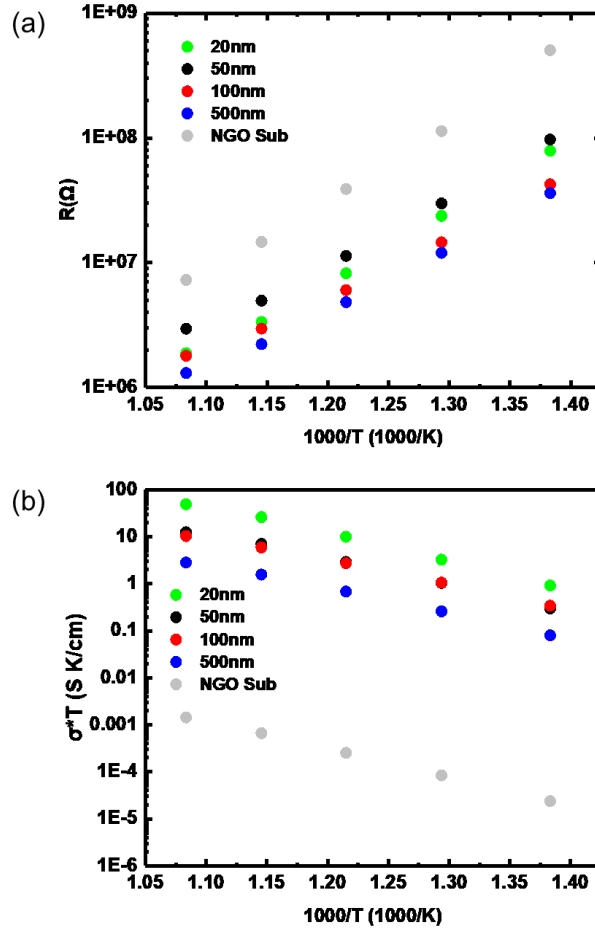 (a)
1E+09
1E+08
1E+07
1E+06
R(Ω)
20nm
50nm
100nm
500nm
NGO Sub
1.05 1.10 1.15 1.20 1.25 1.30 1.35 1.40
1000/T (1000/K)
(b)
100
10
1
0.1
0.01
0.001
1E-4
1E-5
1E-6
σ*T (S K/cm)
20nm
50nm
100nm
500nm
NGO Sub
1.05 1.10 1.15 1.20 1.25 1.30 1.35 1.40
1000/T (1000/K)